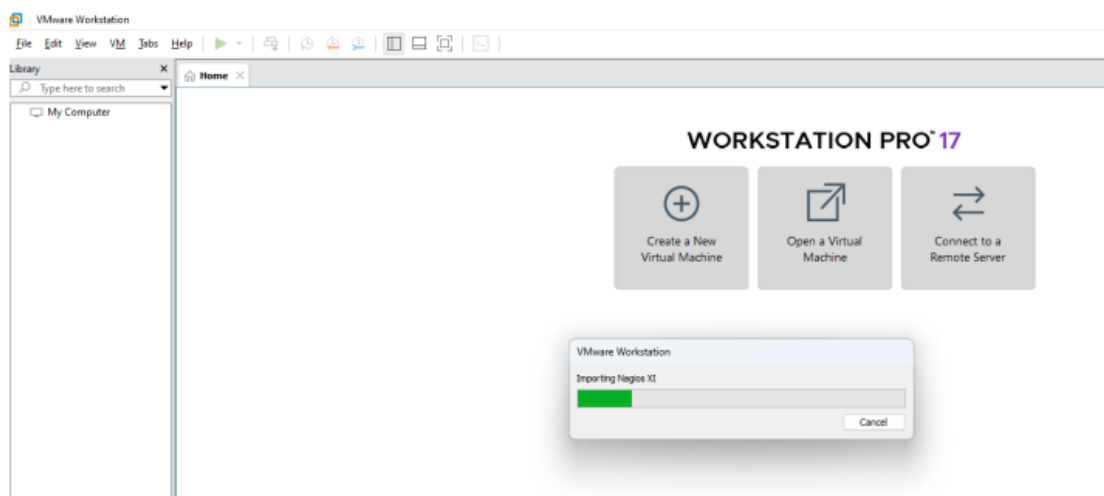 VMware Workstation
File Edit View VM Tabs Help
Library
Type here to search
My Computer
Home
WORKSTATION PRO™ 17
Create a New
Virtual Machine
Open a Virtual
Machine
Connect to a
Remote Server
VMware Workstation
Importing Nagios XI
Cancel